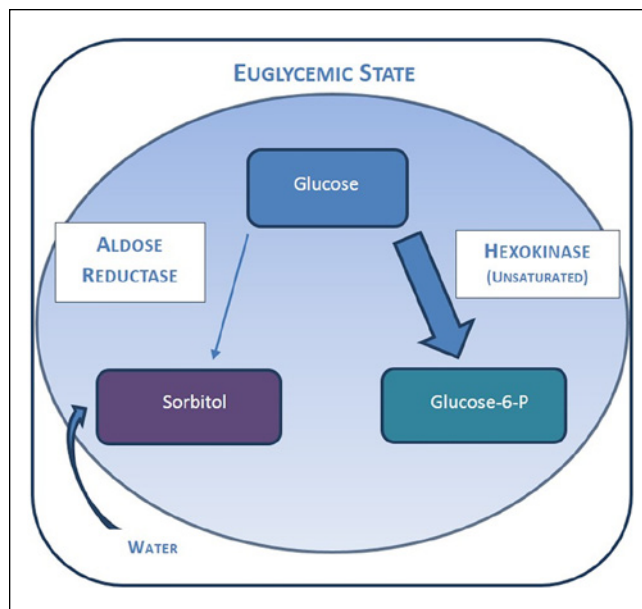 EUGLYCEMIC STATE
Glucose
ALDOSE
REDUCTASE
HEXOKINASE
(UNSATURATED)
Sorbitol
Glucose-6-P
WATER